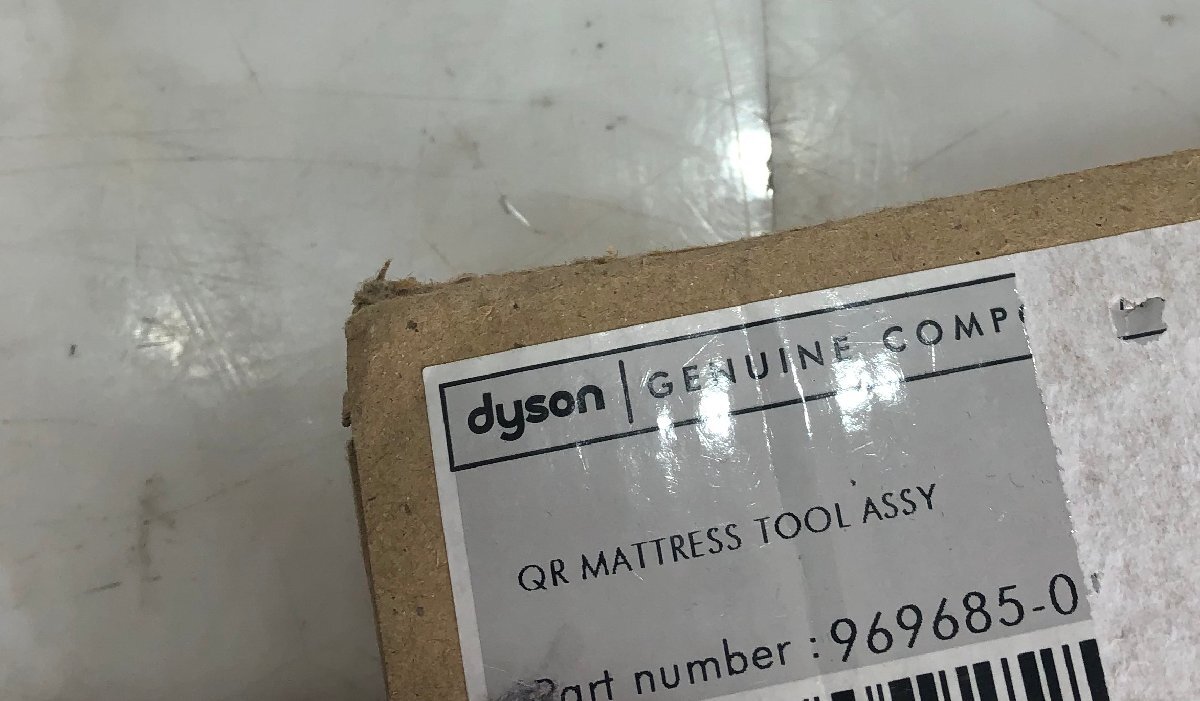 dyson | GENUINE COMP
QR MATTRESS TOOL ASSY
Part number : 969685-0